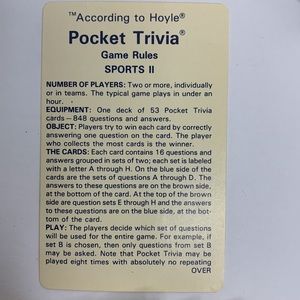 ™According to Hoyle®
Pocket Trivia®
Game Rules
SPORTS II
NUMBER OF PLAYERS: Two or more, individually
or in teams. The typical game plays in under an
hour.
EQUIPMENT: One deck of 53 Pocket Trivia
cards—848 questions and answers.
OBJECT: Players try to win each card by correctly
answering one question on the card. The player
who collects the most cards is the winner.
THE CARDS: Each card contains 16 questions and
answers grouped in sets of two; each set is labeled
with a letter A through H. On the blue side of the
cards are the sets of questions A through D. The
answers to these questions are on the brown side,
at the bottom of the card. At the top of the brown
side are question sets E through H and the answers
to these questions are on the blue side, at the bot-
tom of the card.
PLAY: The players decide which set of questions
will be used for the entire game. For example, if
set B is chosen, then only questions from set B
may be asked. Note that Pocket Trivia may be
played eight times with absolutely no repeating
OVER